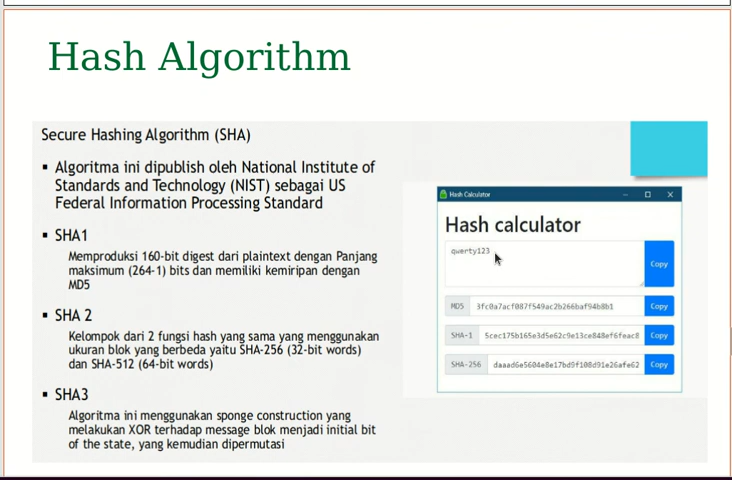 Hash Algorithm
Secure Hashing Algorithm (SHA)
▪ Algoritma ini dipublish oleh National Institute of
Standards and Technology (NIST) sebagai US
Federal Information Processing Standard
▪ SHA1
Memproduksi 160-bit digest dari plaintext dengan Panjang
maksimum (264-1) bits dan memiliki kemiripan dengan
MD5
▪ SHA 2
Kelompok dari 2 fungsi hash yang sama yang menggunakan
ukuran blok yang berbeda yaitu SHA-256 (32-bit words)
dan SHA-512 (64-bit words)
▪ SHA3
Algoritma ini menggunakan sponge construction yang
melakukan XOR terhadap message blok menjadi initial bit
of the state, yang kemudian dipermutasi
Hash Calculator
Hash calculator
qwerty123
Copy
MD5
Copy
SHA-1
Copy
SHA-256
Copy